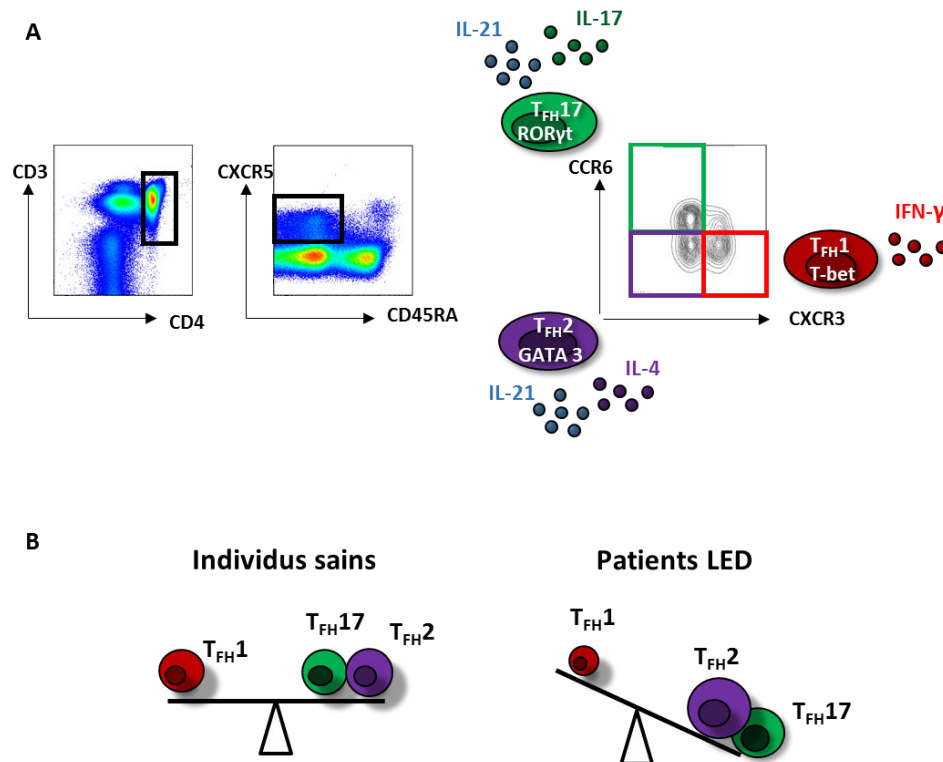 A
IL-21
IL-17
TFH17
RORγt
CD3
CD4
CXCR5
CD45RA
CCR6
CXCR3
IFN-γ
TFH1
T-bet
TFH2
GATA 3
IL-4
IL-21
B
Individus sains
Patients LED
TFH1
TFH17
TFH2
TFH1
TFH2
TFH17